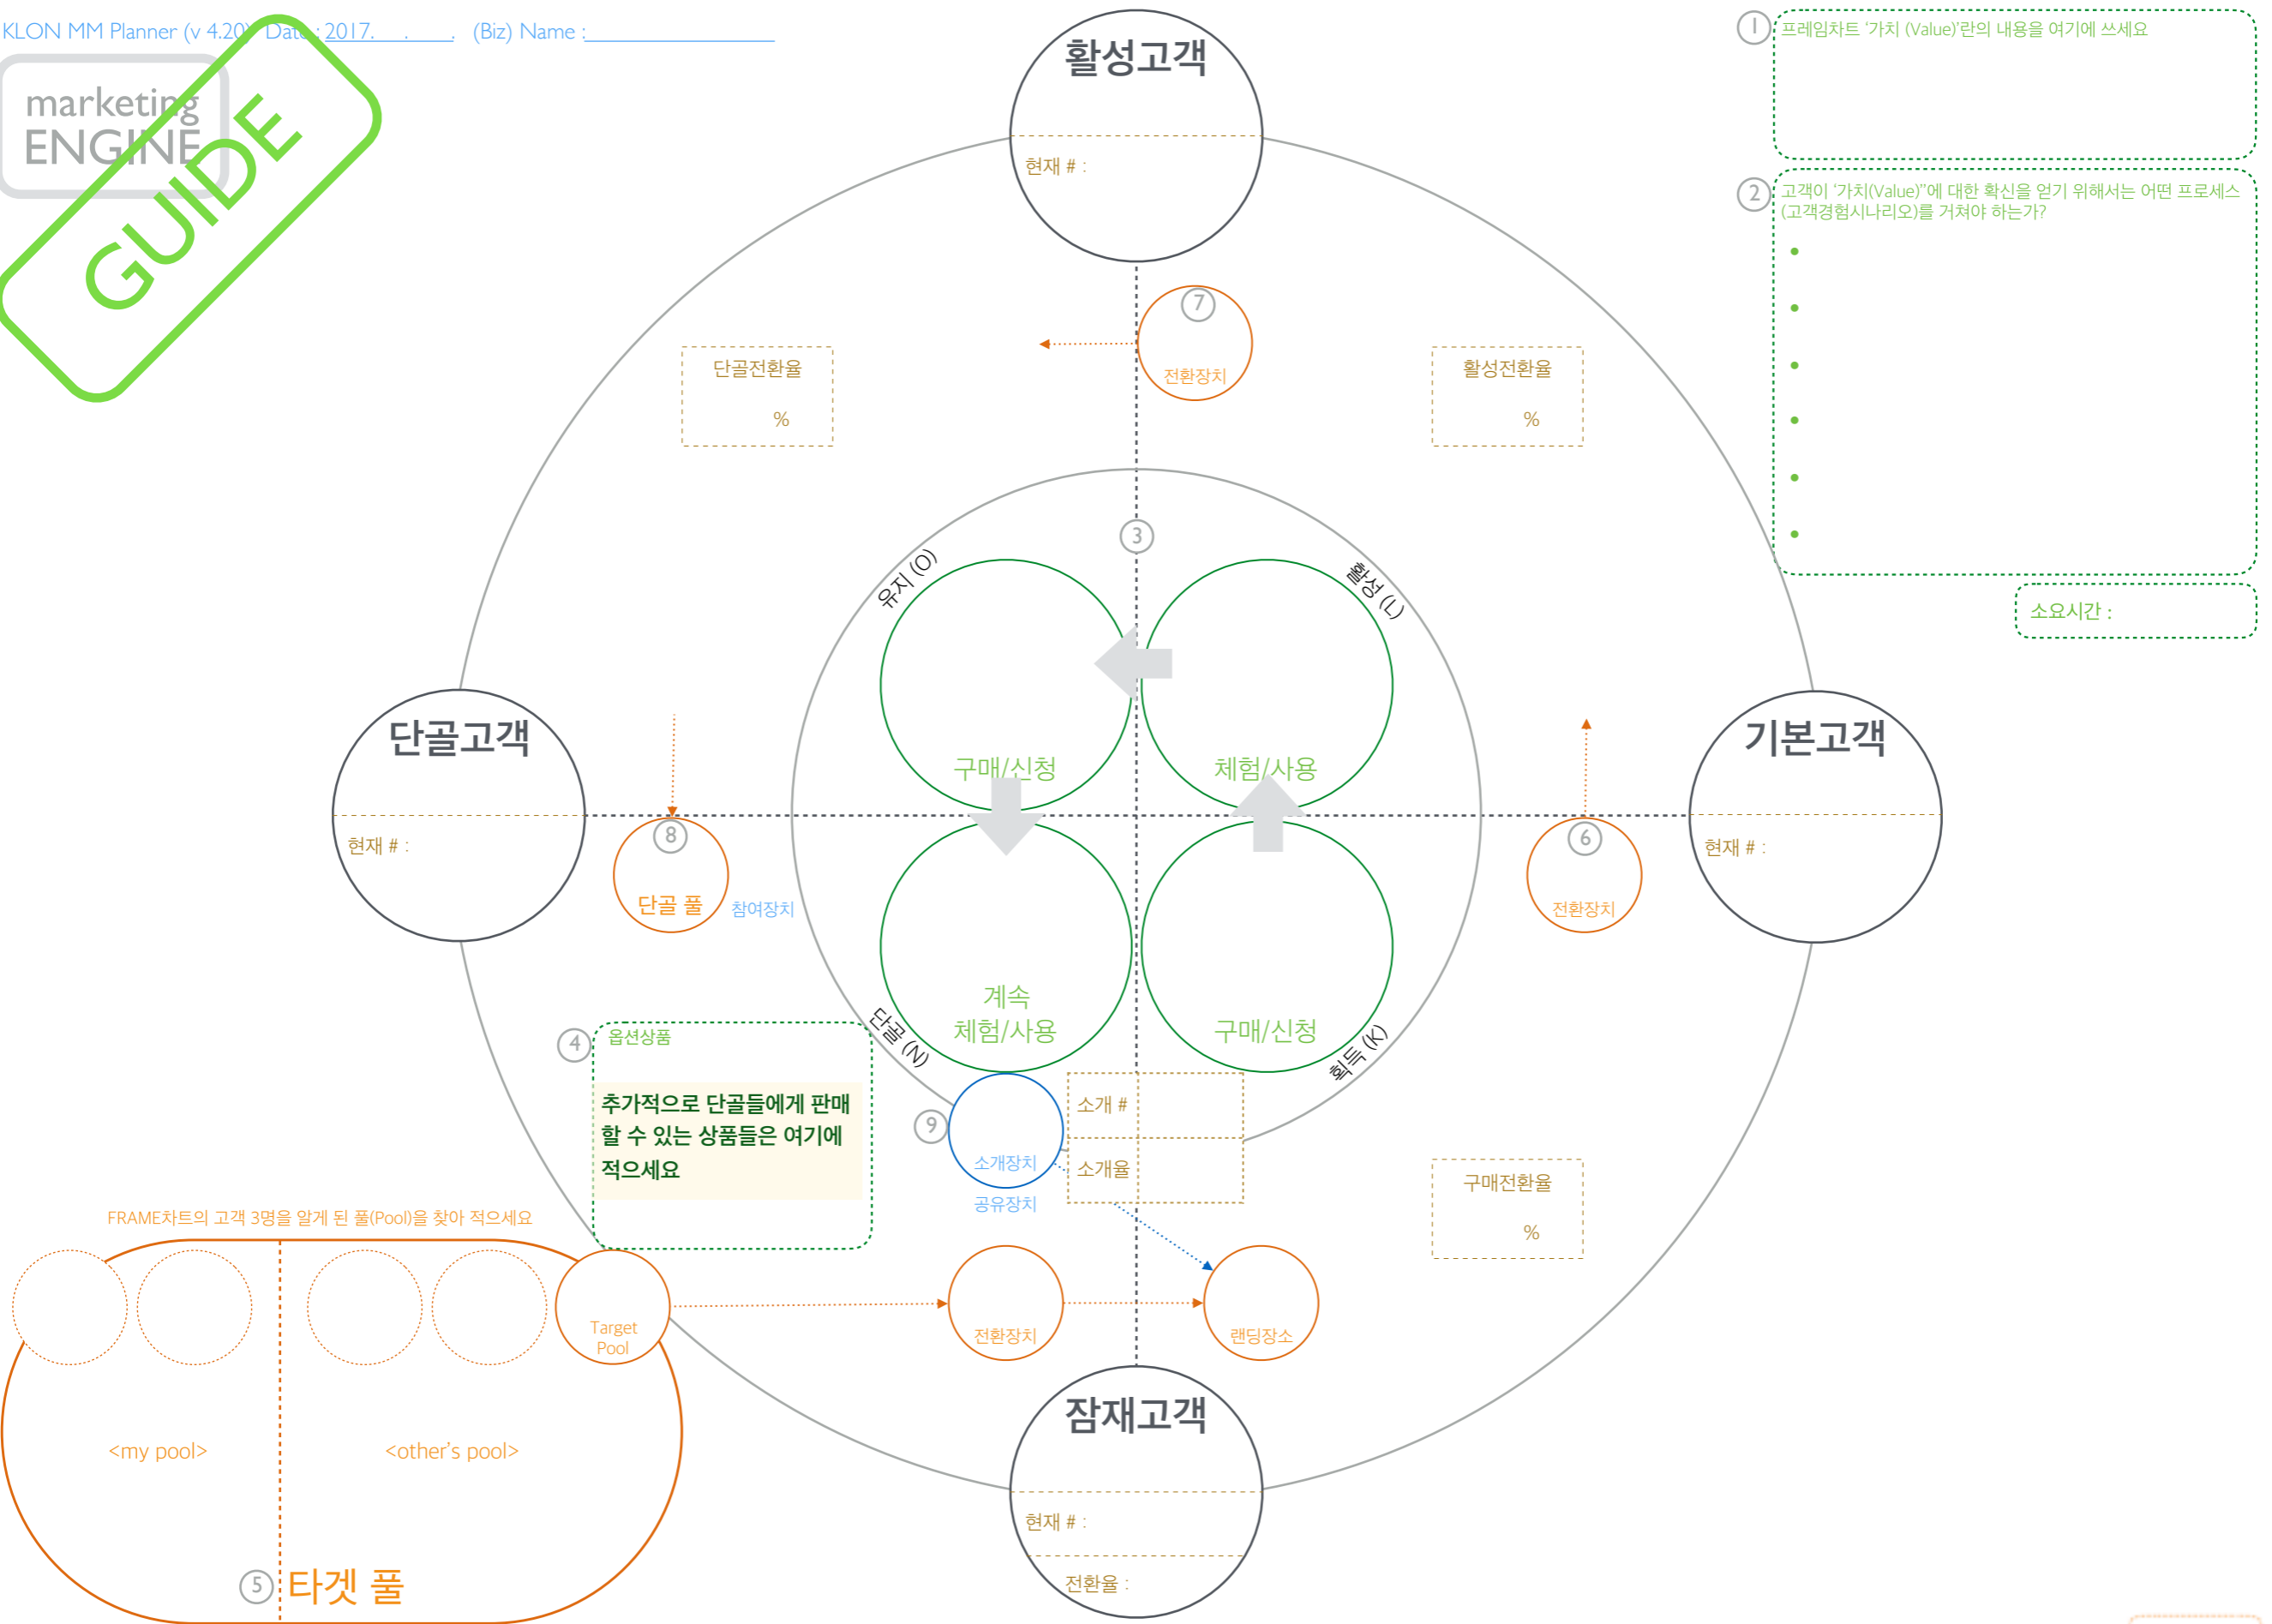 KLON MM Planner (v 4.20) Date : 2017. . . (Biz) Name :
marketing
ENGINE
GUIDE
활성고객
현재 # :
1
프레임차트 ‘가치 (Value)’란의 내용을 여기에 쓰세요
2
고객이 ‘가치(Value)”에 대한 확신을 얻기 위해서는 어떤 프로세스
(고객경험시나리오)를 거쳐야 하는가?
•
•
•
•
•
•
소요시간 :
7
전환장치
단골전환율
%
활성전환율
%
3
유지 (O)
활성 (L)
구매/신청
체험/사용
단골고객
현재 # :
기본고객
현재 # :
8
단골 풀
참여장치
6
전환장치
계속
체험/사용
구매/신청
단골 (N)
획득 (K)
4
옵션상품
추가적으로 단골들에게 판매
할 수 있는 상품들은 여기에
적으세요
9
소개장치
공유장치
소개 #
소개율
구매전환율
%
FRAME차트의 고객 3명을 알게 된 풀(Pool)을 찾아 적으세요
Target
Pool
전환장치
랜딩장소
<my pool>
<other’s pool>
5
타겟 풀
잠재고객
현재 # :
전환율 :